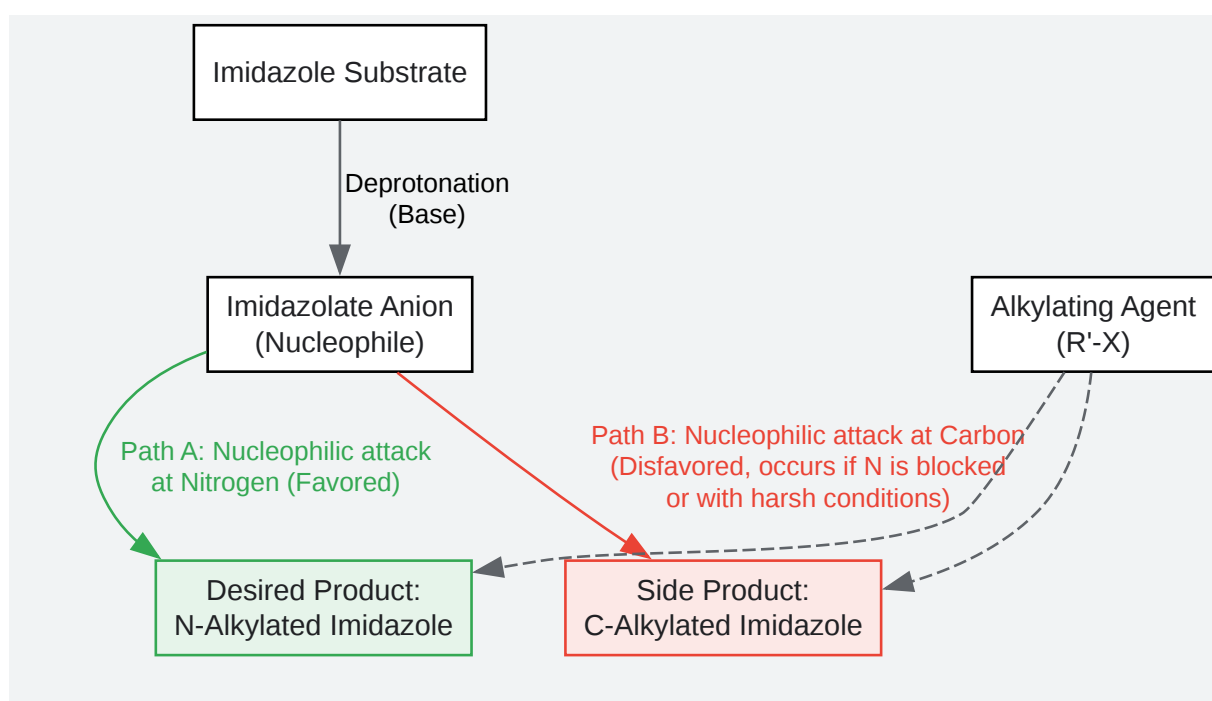 Imidazole Substrate
Deprotonation
(Base)
Imidazolate Anion
(Nucleophile)
Alkylating Agent
(R'-X)
Path A: Nucleophilic attack
at Nitrogen (Favored)
Path B: Nucleophilic attack at Carbon
(Disfavored, occurs if N is blocked
or with harsh conditions)
Desired Product:
N-Alkylated Imidazole
Side Product:
C-Alkylated Imidazole